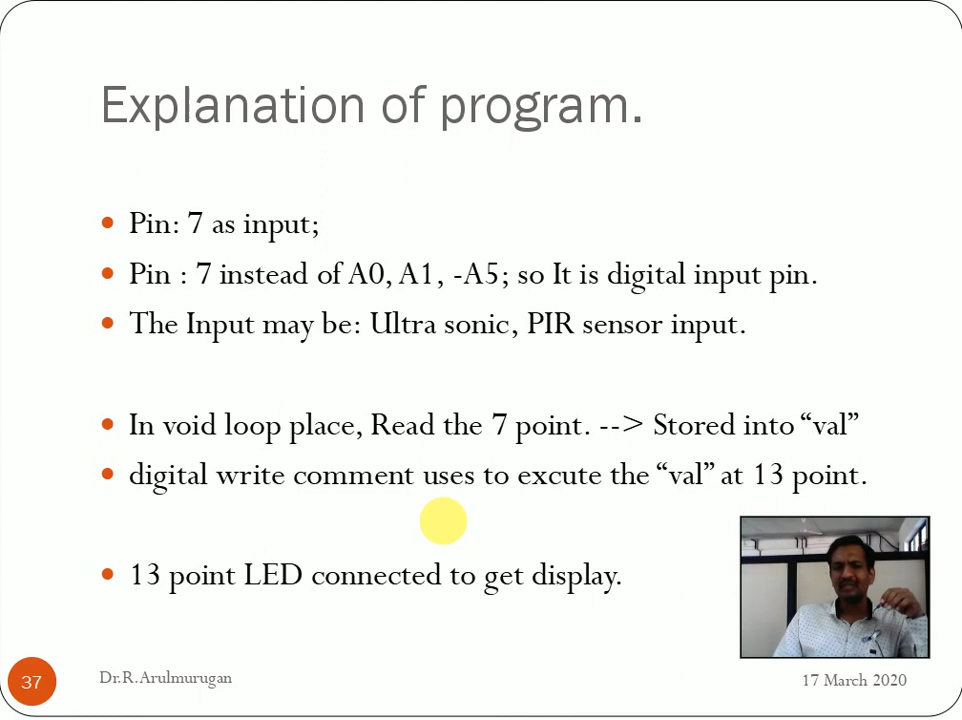 Explanation of program.
Pin: 7 as input;
Pin : 7 instead of A0, A1, -A5; so It is digital input pin.
The Input may be: Ultra sonic, PIR sensor input.
In void loop place, Read the 7 point. --> Stored into “val”
digital write comment uses to excute the “val” at 13 point.
13 point LED connected to get display.
37
Dr.R.Arulmurugan
17 March 2020